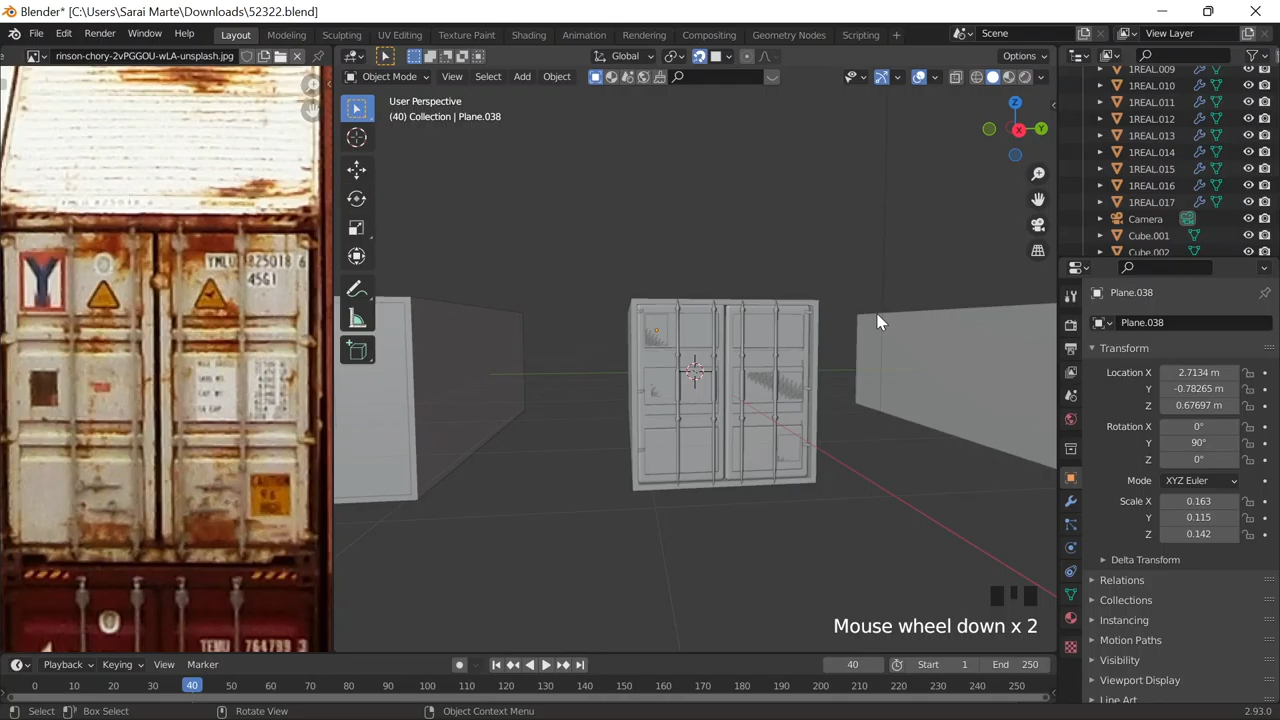 Blender* [C:\Users\Sarai Marte\Downloads\52322.blend]
File Edit Render Window Help
Layout Modeling Sculpting UV Editing Texture Paint Shading Animation Rendering Compositing Geometry Nodes Scripting
Scene View Layer
rinson-chory-2vPGGOU-wLA-unsplash.jpg
Global Options
Object Mode View Select Add Object
User Perspective
(40) Collection | Plane.038
Z
Y
X
1REAL.009
1REAL.010
1REAL.011
1REAL.012
1REAL.013
1REAL.014
1REAL.015
1REAL.016
1REAL.017
Camera
Cube.001
Cube.002
Plane.038
Plane.038
Transform
Location X 2.7134 m
Y -0.78265 m
Z 0.67697 m
Rotation X 0°
Y 90°
Z 0°
Mode XYZ Euler
Scale X 0.163
Y 0.115
Z 0.142
Delta Transform
Relations
Collections
Instancing
Motion Paths
Visibility
Viewport Display
Line Art
Y
YMLU 825018 6
45G1
CAUTION
TEMU 764799 3
Mouse wheel down x 2
Playback Keying View Marker
40 Start 1 End 250
0 10 20 30 40 50 60 70 80 90 100 110 120 130 140 150 160 170 180 190 200 210 220 230 240 250
Select Box Select Rotate View Object Context Menu
2.93.0